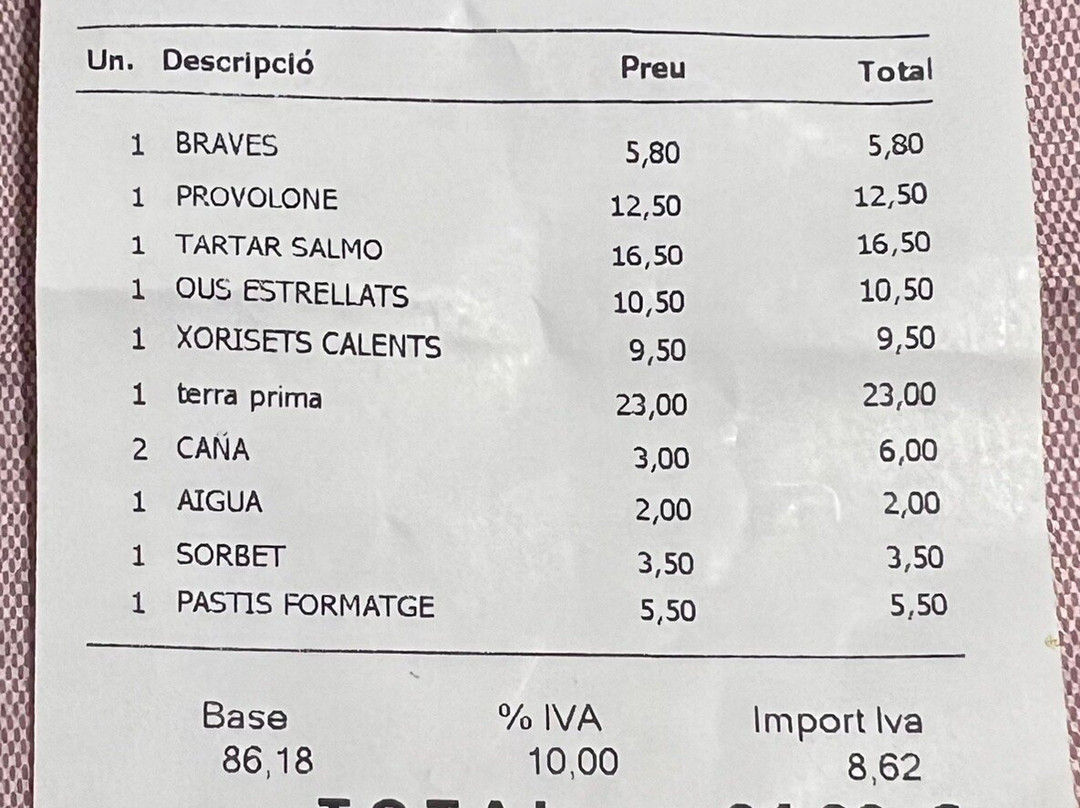 Un. Descripció Preu Total
1 BRAVES 5,80 5,80
1 PROVOLONE 12,50 12,50
1 TARTAR SALMO 16,50 16,50
1 OUS ESTRELLATS 10,50 10,50
1 XORISETS CALENTS 9,50 9,50
1 terra prima 23,00 23,00
2 CAÑA 3,00 6,00
1 AIGUA 2,00 2,00
1 SORBET 3,50 3,50
1 PASTIS FORMATGE 5,50 5,50
Base % IVA Import Iva
86,18 10,00 8,62